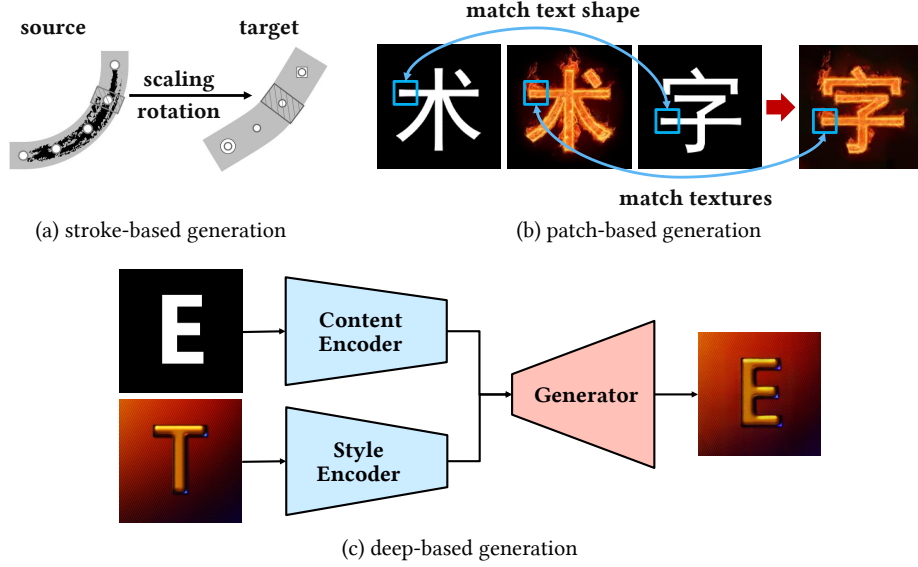 match text shape
source
target
scaling
rotation
术 术 字 字
match textures
(a) stroke-based generation
(b) patch-based generation
E
Content
Encoder
Generator
E
T
Style
Encoder
(c) deep-based generation